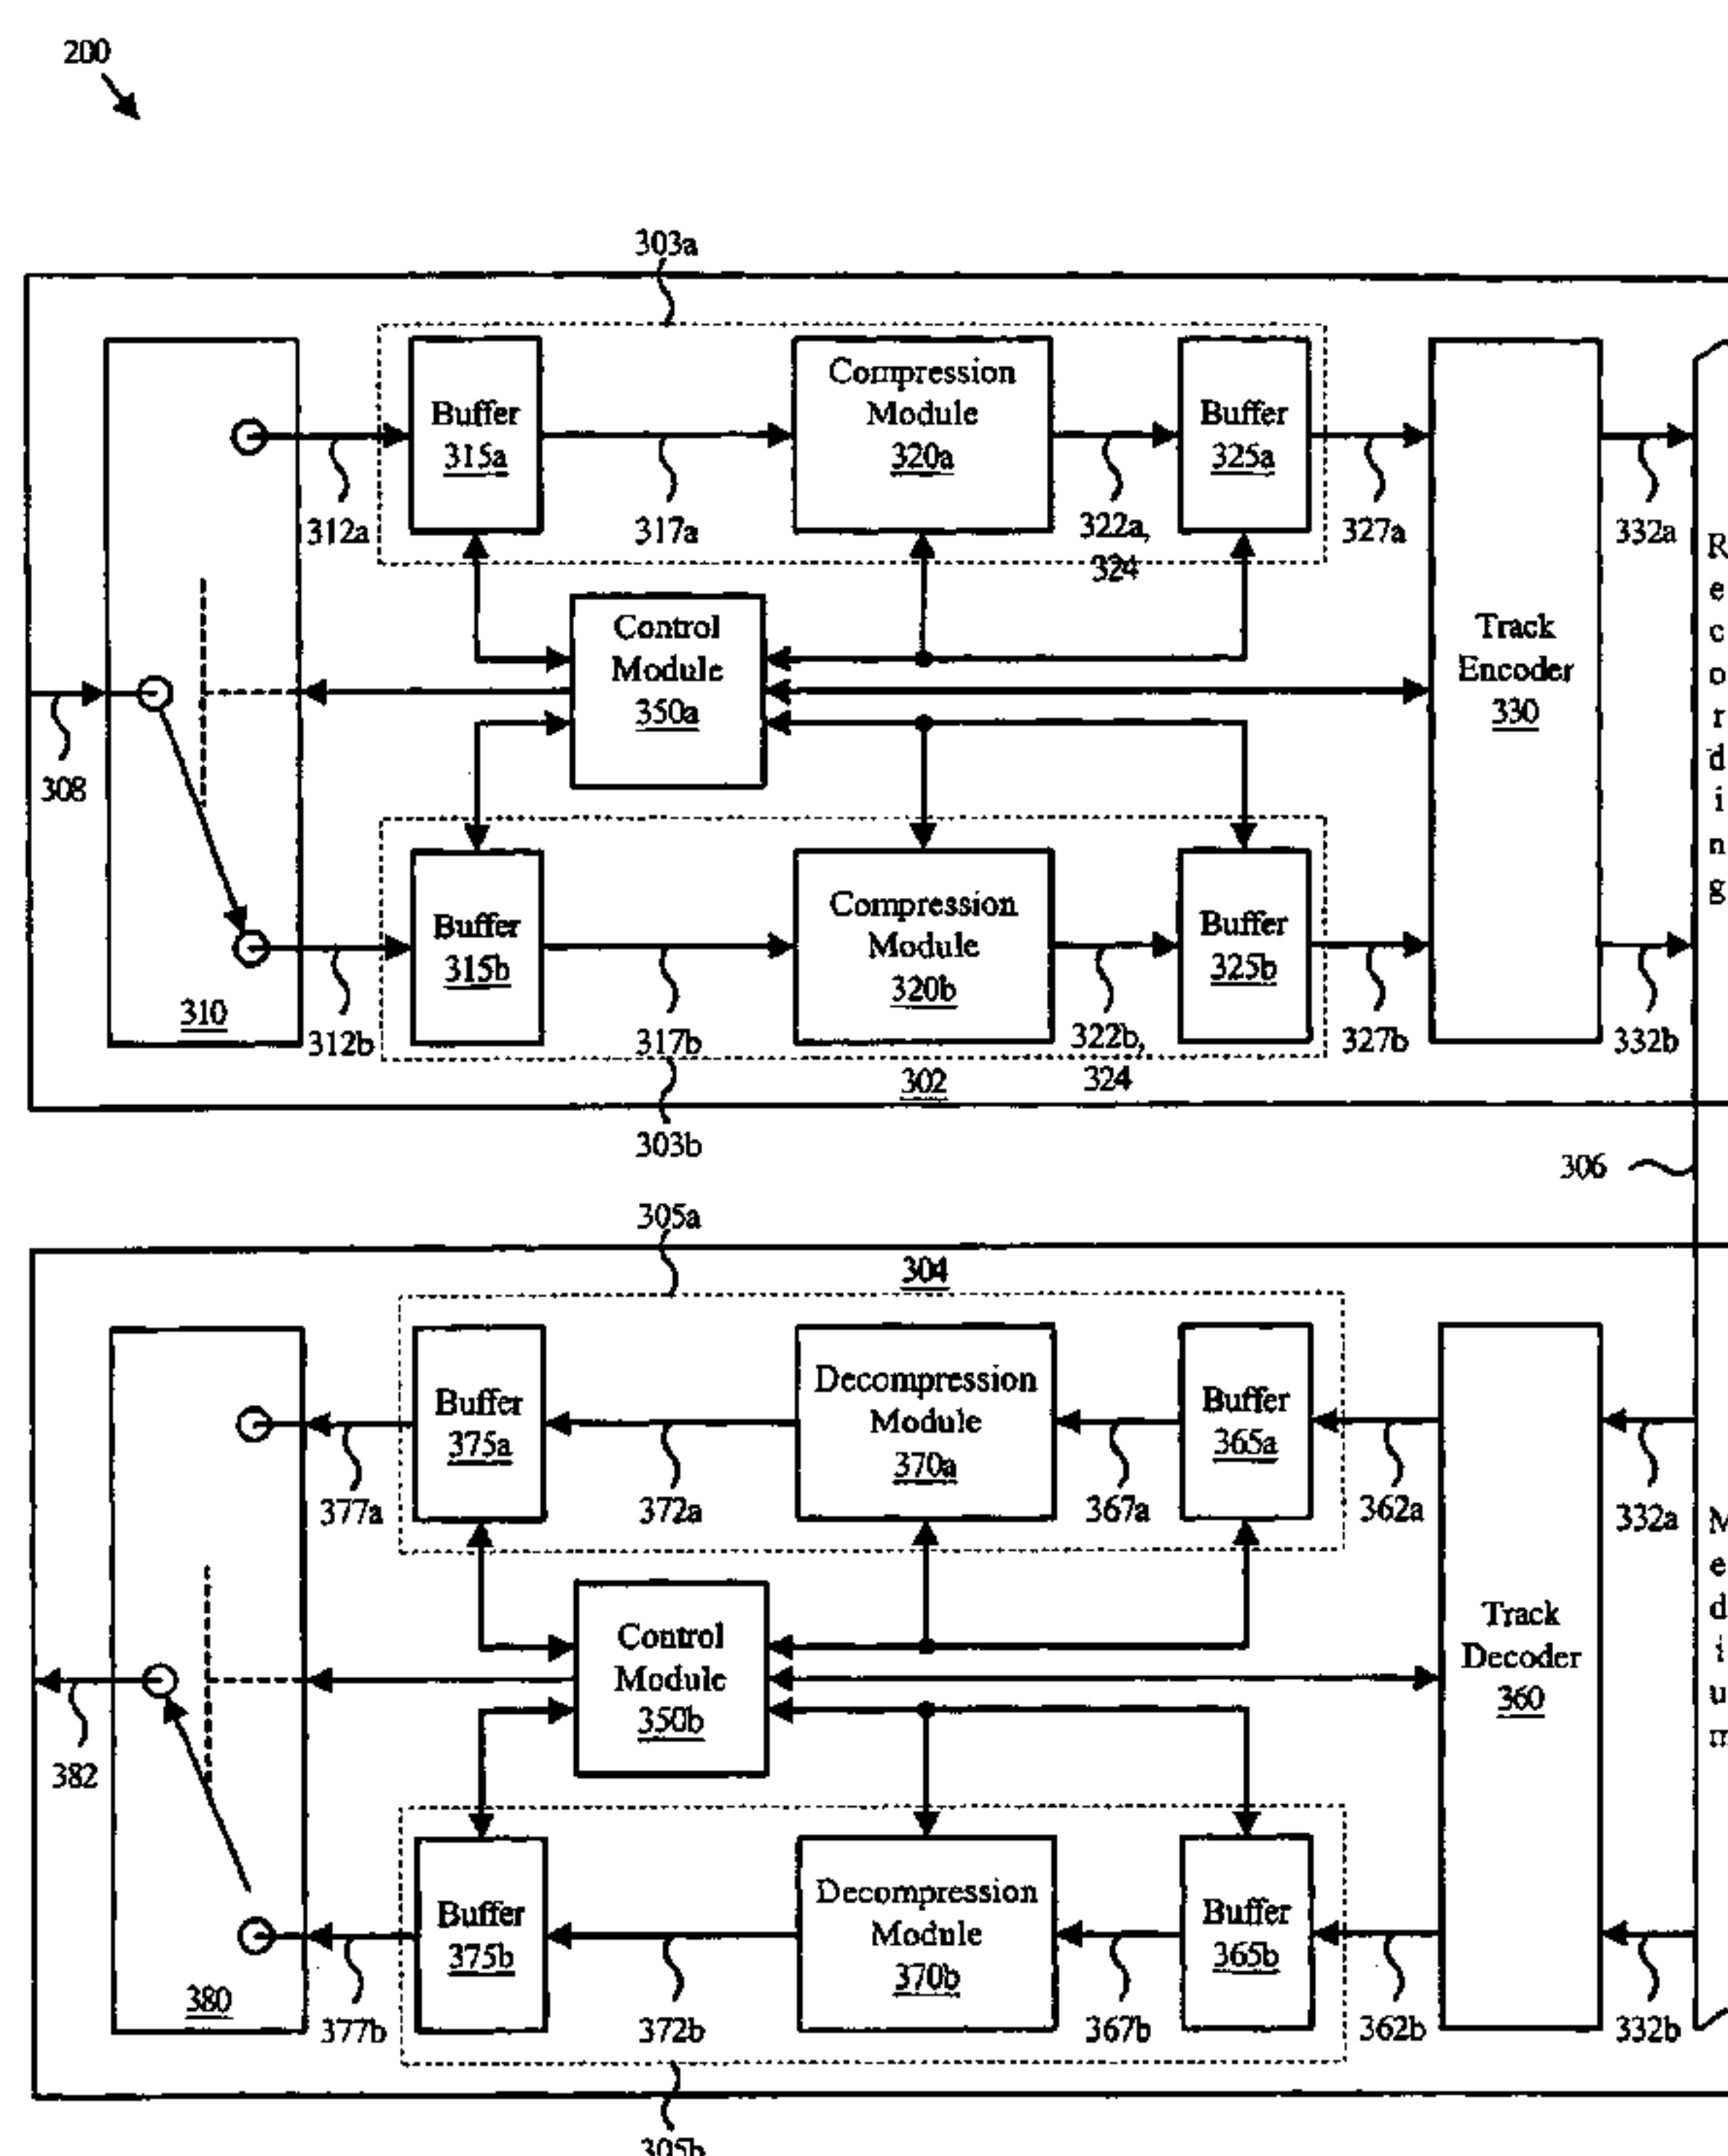 200
303a
Buffer
315a
Compression
Module
320a
Buffer
325a
312a
317a
322a,
324
327a
332a
Control
Module
350a
Track
Encoder
330
308
Buffer
315b
Compression
Module
320b
Buffer
325b
310
312b
317b
322b,
324
327b
332b
302
303b
Recording
306
305a
304
Buffer
375a
Decompression
Module
370a
Buffer
365a
377a
372a
367a
362a
332a
Control
Module
350b
Track
Decoder
360
382
Buffer
375b
Decompression
Module
370b
Buffer
365b
380
377b
372b
367b
362b
332b
Medium
305b